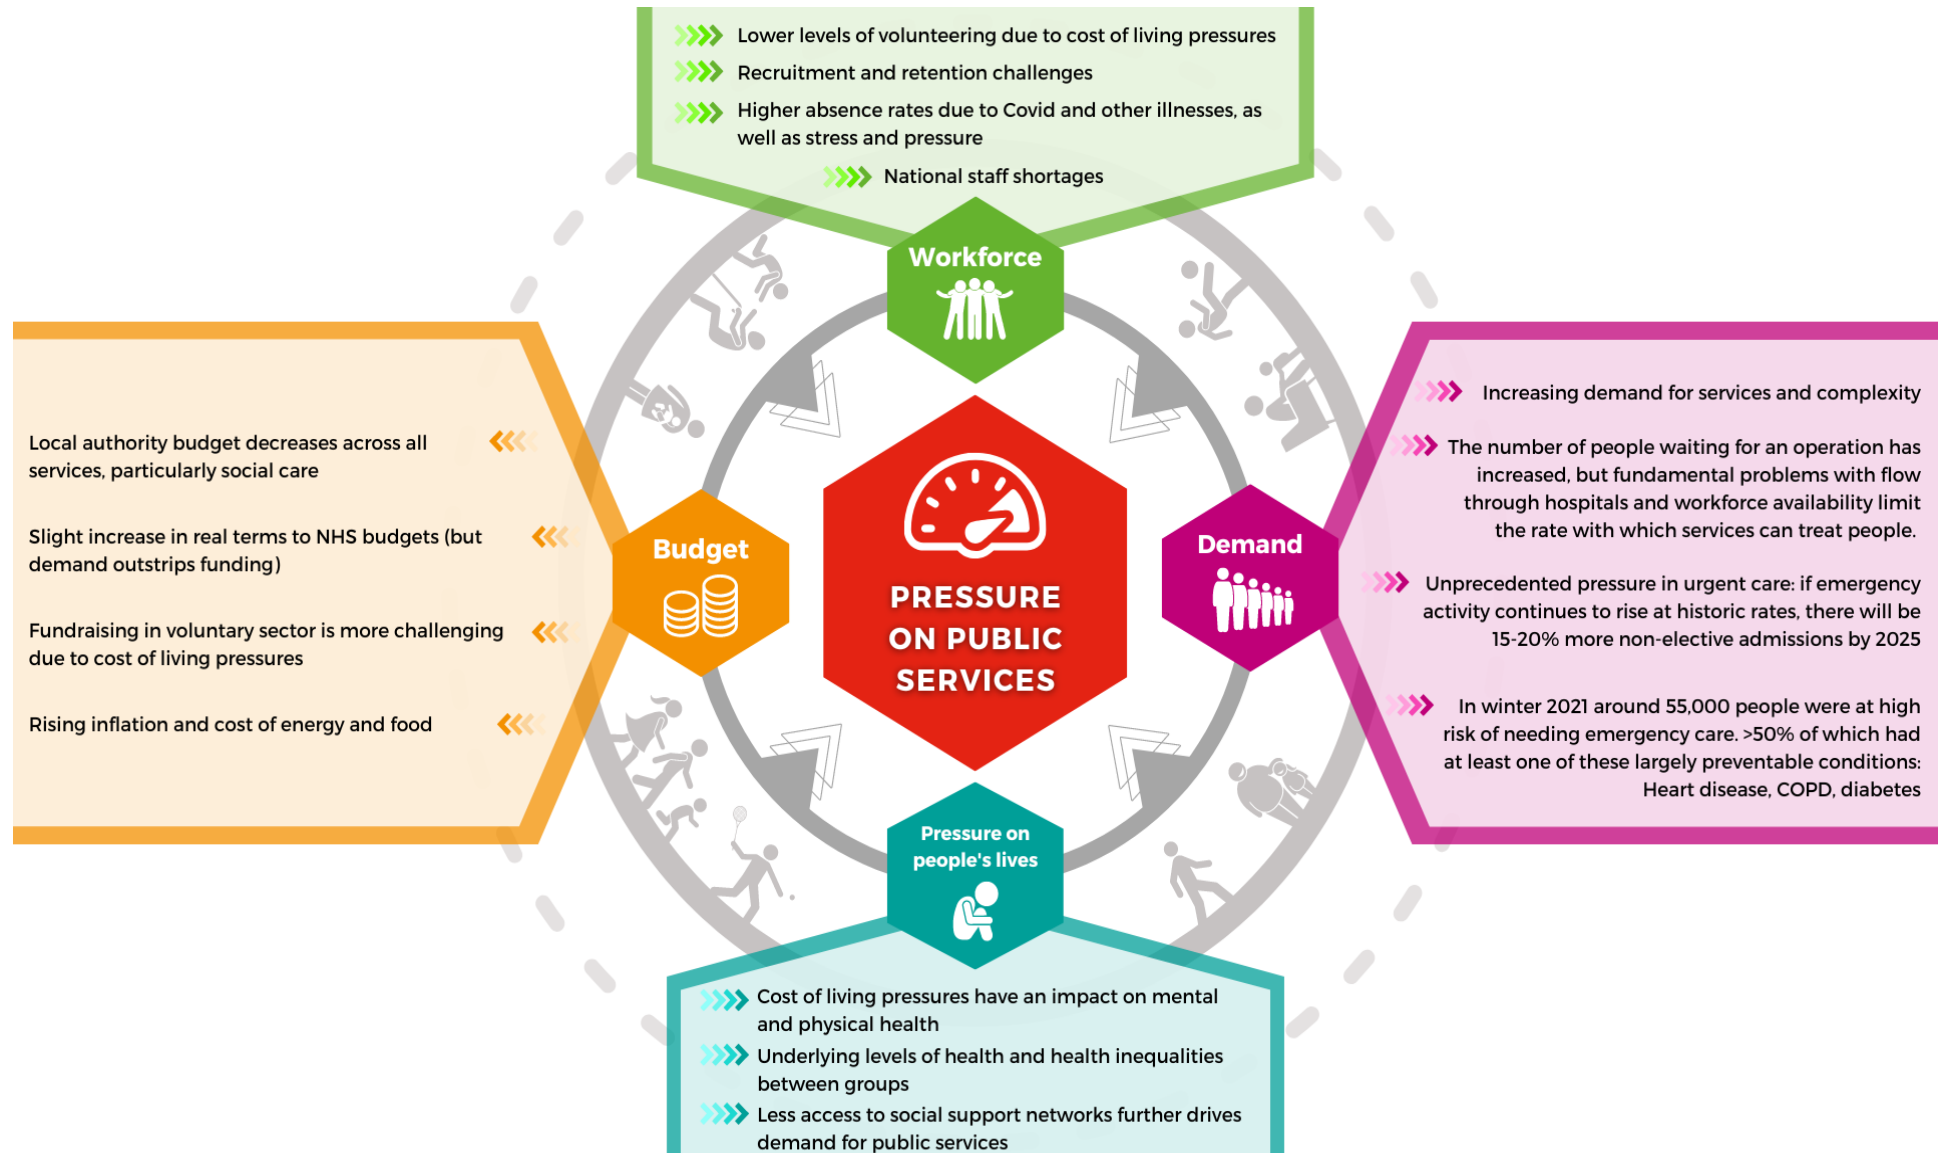 Lower levels of volunteering due to cost of living pressures
Recruitment and retention challenges
Higher absence rates due to Covid and other illnesses, as
well as stress and pressure
National staff shortages
Workforce
Local authority budget decreases across all
services, particularly social care
Slight increase in real terms to NHS budgets (but
demand outstrips funding)
Fundraising in voluntary sector is more challenging
due to cost of living pressures
Rising inflation and cost of energy and food
Budget
PRESSURE
ON PUBLIC
SERVICES
Demand
Increasing demand for services and complexity
The number of people waiting for an operation has
increased, but fundamental problems with flow
through hospitals and workforce availability limit
the rate with which services can treat people.
Unprecedented pressure in urgent care: if emergency
activity continues to rise at historic rates, there will be
15-20% more non-elective admissions by 2025
In winter 2021 around 55,000 people were at high
risk of needing emergency care. >50% of which had
at least one of these largely preventable conditions:
Heart disease, COPD, diabetes
Pressure on
people's lives
Cost of living pressures have an impact on mental
and physical health
Underlying levels of health and health inequalities
between groups
Less access to social support networks further drives
demand for public services